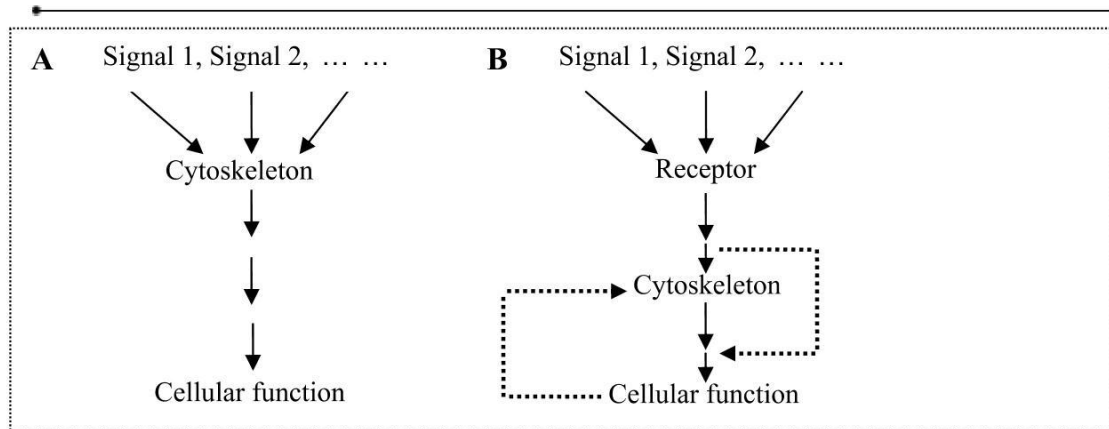 A Signal 1, Signal 2, … …
Cytoskeleton
Cellular function
B Signal 1, Signal 2, … …
Receptor
Cytoskeleton
Cellular function